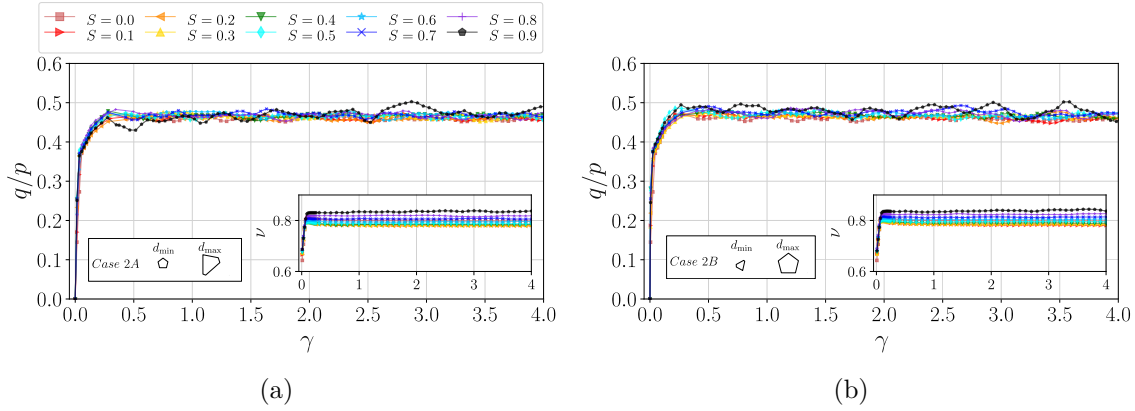 S = 0.0 S = 0.2 S = 0.4 S = 0.6 S = 0.8
S = 0.1 S = 0.3 S = 0.5 S = 0.7 S = 0.9
0.6
0.5
0.4
0.3
0.2
0.1
0.0
q/p
0.0 0.5 1.0 1.5 2.0 2.5 3.0 3.5 4.0
γ
Case 2A d_min d_max
ν
0.8
0.6
0 1 2 3 4
(a)
0.6
0.5
0.4
0.3
0.2
0.1
0.0
q/p
0.0 0.5 1.0 1.5 2.0 2.5 3.0 3.5 4.0
γ
Case 2B d_min d_max
ν
0.8
0.6
0 1 2 3 4
(b)